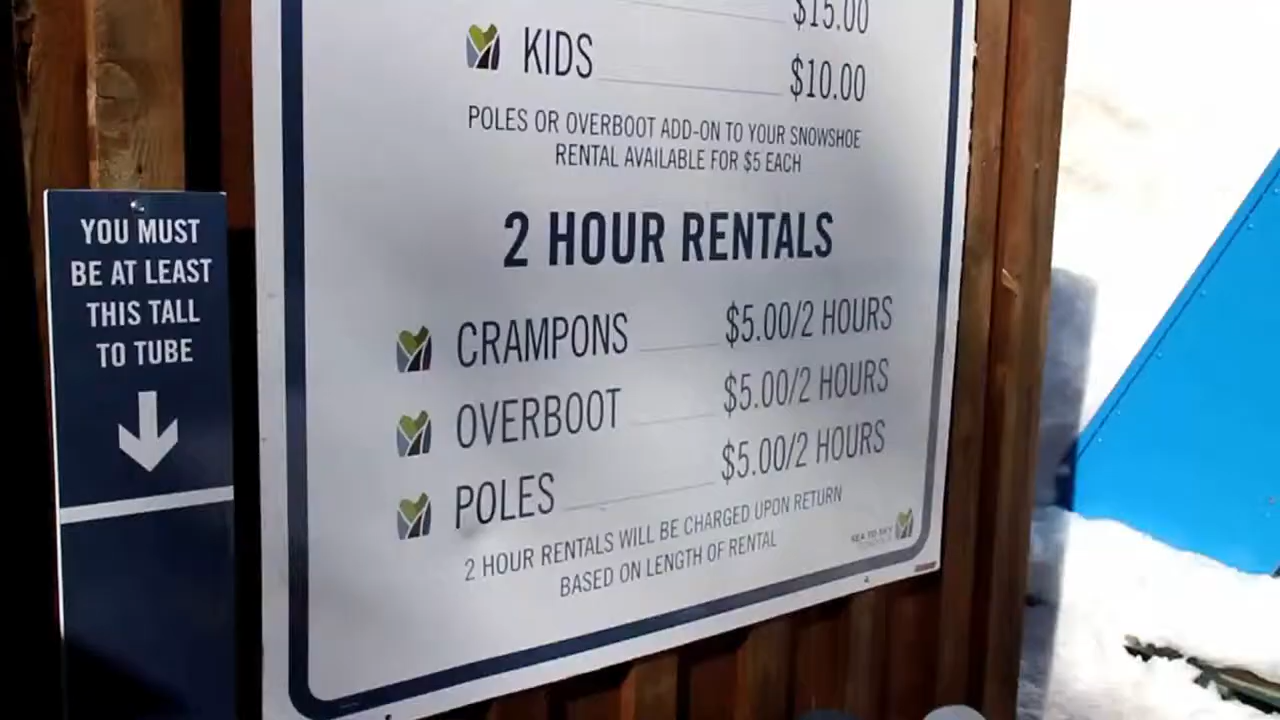 $15.00
KIDS $10.00
POLES OR OVERBOOT ADD-ON TO YOUR SNOWSHOE
RENTAL AVAILABLE FOR $5 EACH
2 HOUR RENTALS
CRAMPONS $5.00/2 HOURS
OVERBOOT $5.00/2 HOURS
POLES $5.00/2 HOURS
2 HOUR RENTALS WILL BE CHARGED UPON RETURN
BASED ON LENGTH OF RENTAL
SEA TO SKY
YOU MUST
BE AT LEAST
THIS TALL
TO TUBE